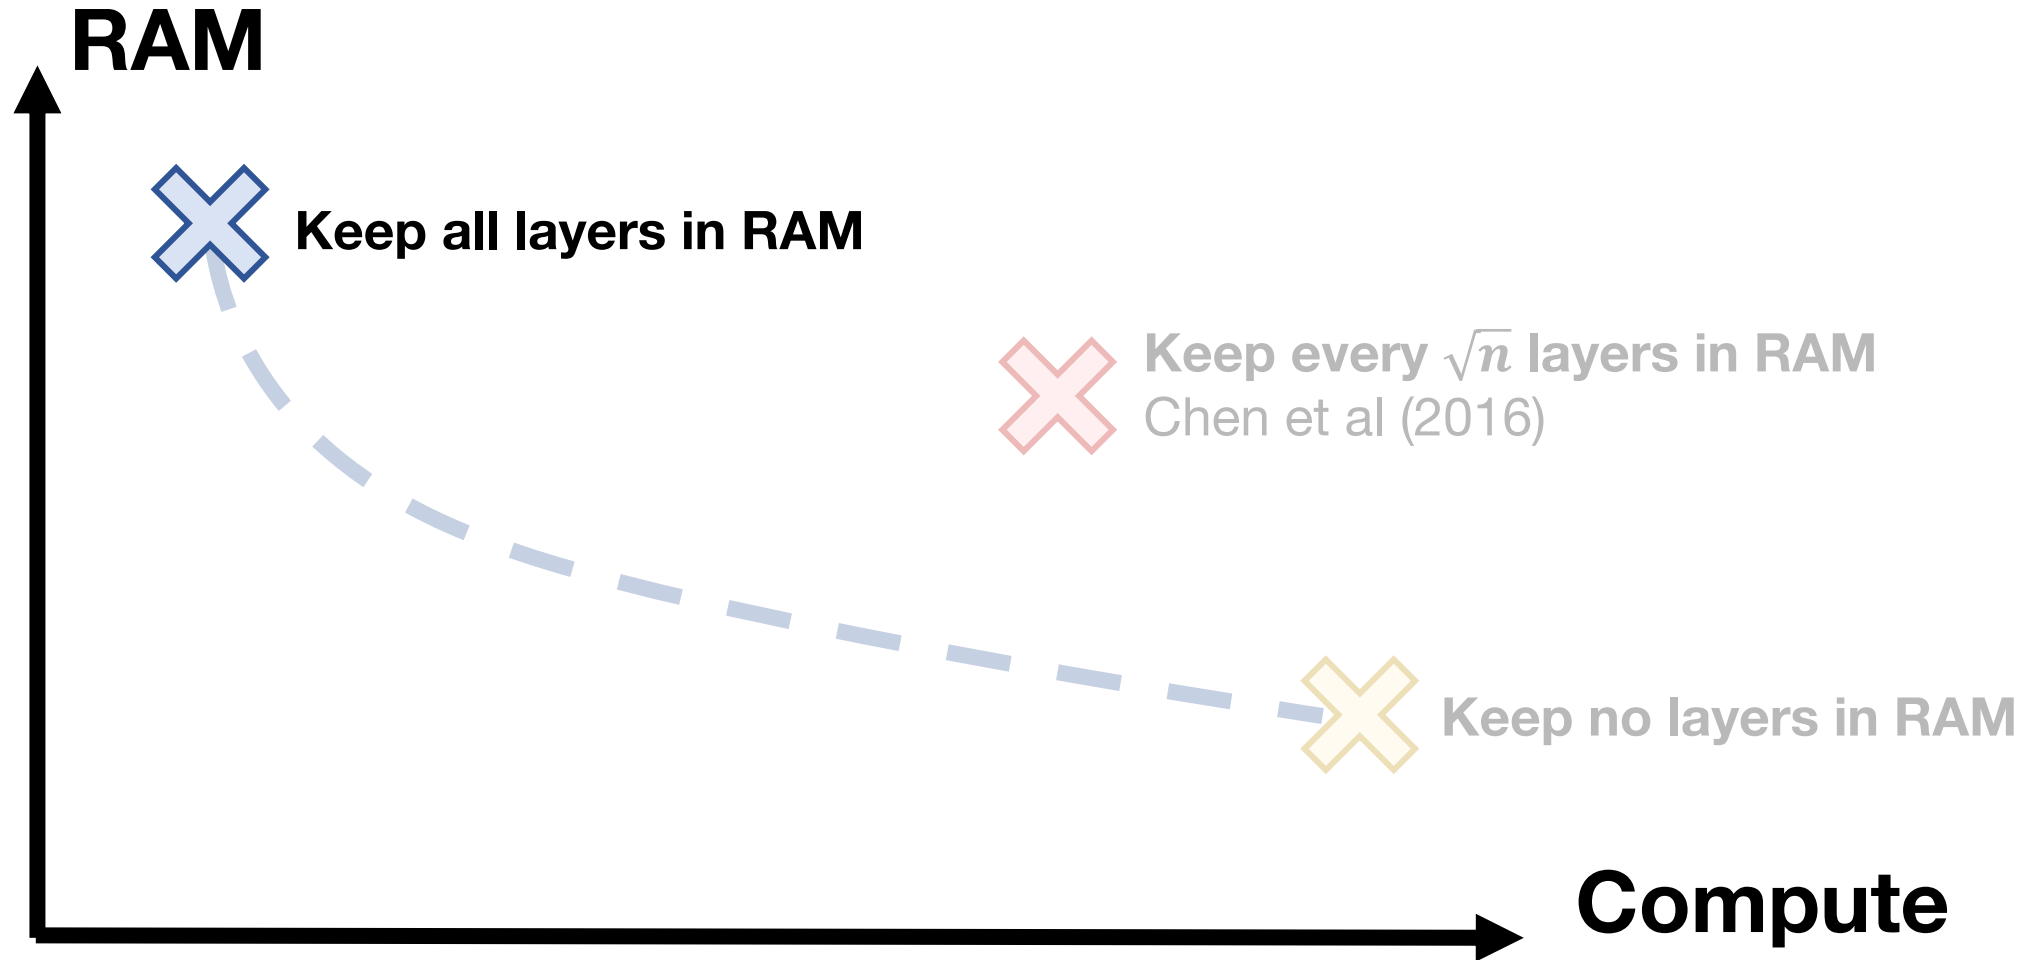 RAM
Keep all layers in RAM
Keep every √n layers in RAM
Chen et al (2016)
Keep no layers in RAM
Compute